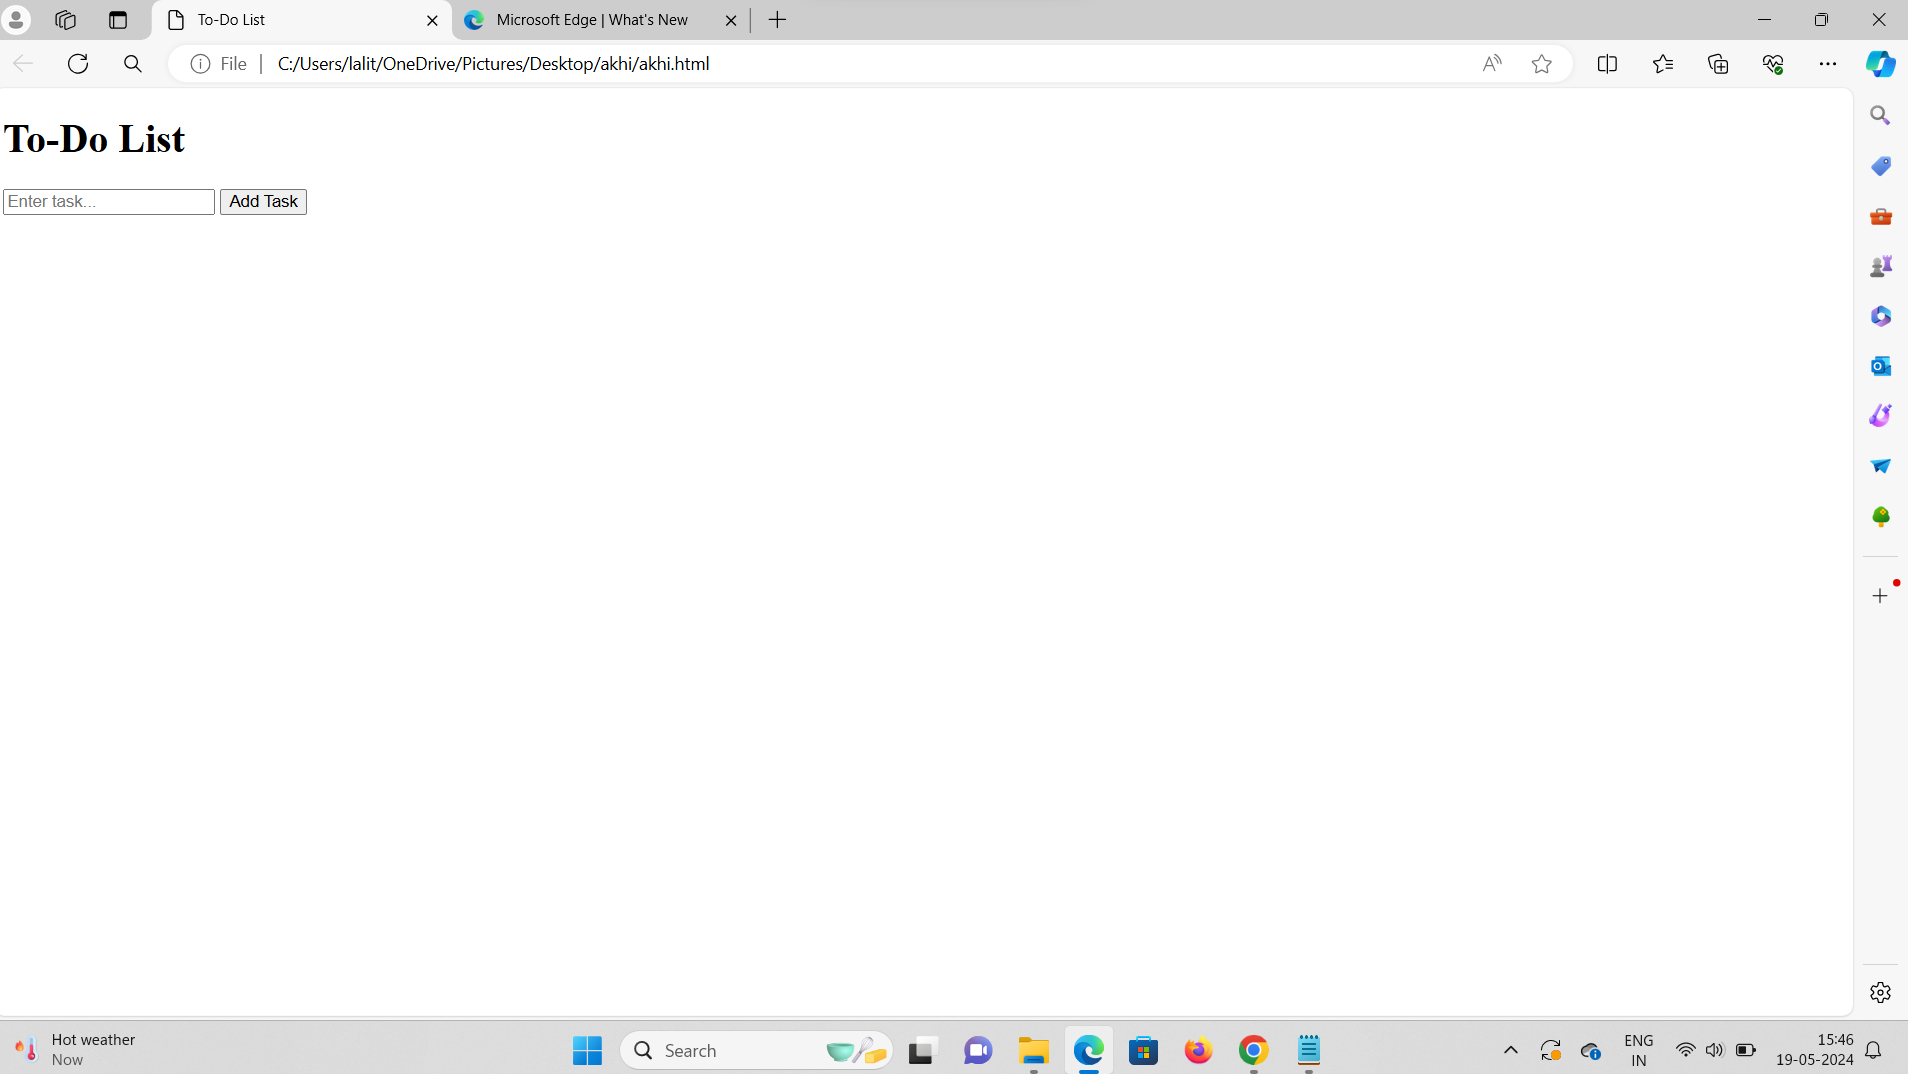 To-Do List
Microsoft Edge | What's New
File
C:/Users/lalit/OneDrive/Pictures/Desktop/akhi/akhi.html
To-Do List
Enter task...
Add Task
Hot weather
Now
Search
ENG
IN
15:46
19-05-2024